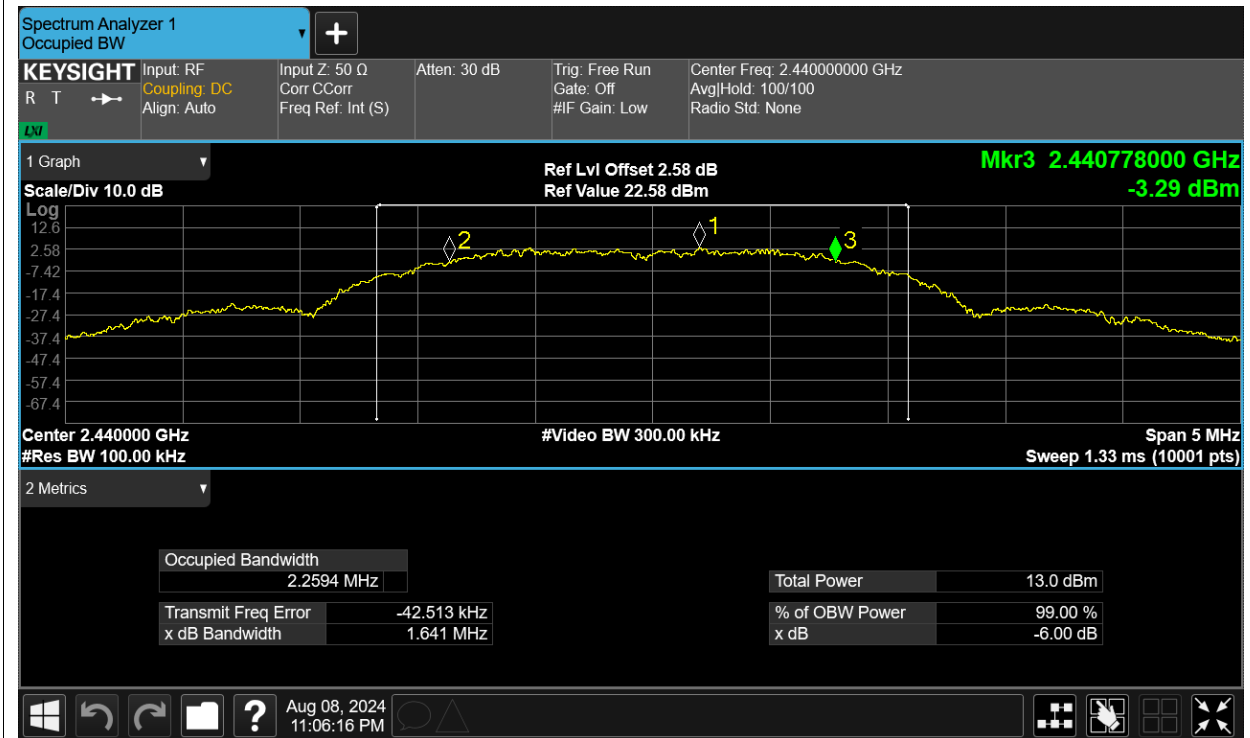 Spectrum Analyzer 1
Occupied BW
KEYSIGHT
R T
LXI
Input: RF
Coupling: DC
Align: Auto
Input Z: 50 Ω
Corr CCorr
Freq Ref: Int (S)
Atten: 30 dB
Trig: Free Run
Gate: Off
#IF Gain: Low
Center Freq: 2.440000000 GHz
Avg|Hold: 100/100
Radio Std: None
1 Graph
Scale/Div 10.0 dB
Ref Lvl Offset 2.58 dB
Ref Value 22.58 dBm
Mkr3 2.440778000 GHz
-3.29 dBm
Log
12.6
2.58
-7.42
-17.4
-27.4
-37.4
-47.4
-57.4
-67.4
2
1
3
Center 2.440000 GHz
#Video BW 300.00 kHz
Span 5 MHz
#Res BW 100.00 kHz
Sweep 1.33 ms (10001 pts)
2 Metrics
Occupied Bandwidth
2.2594 MHz
Total Power 13.0 dBm
Transmit Freq Error -42.513 kHz
% of OBW Power 99.00 %
x dB Bandwidth 1.641 MHz
x dB -6.00 dB
?
Aug 08, 2024
11:06:16 PM